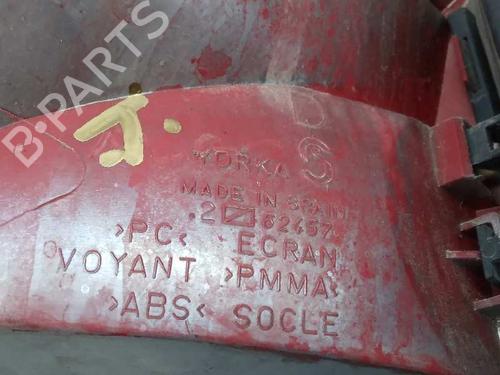 B-PARTS
J.
D
YORKA S
MADE IN SPAIN
.2 62457
>PC< ECRAN
VOYANT >PMMA<
>ABS< SOCLE